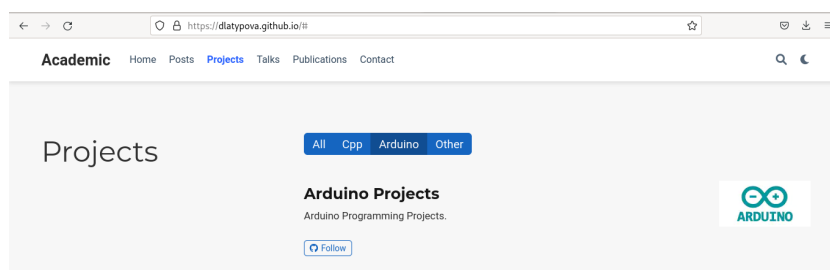 https://dlatypova.github.io/#
Academic Home Posts Projects Talks Publications Contact
Projects
All Cpp Arduino Other
Arduino Projects
Arduino Programming Projects.
Follow
ARDUINO